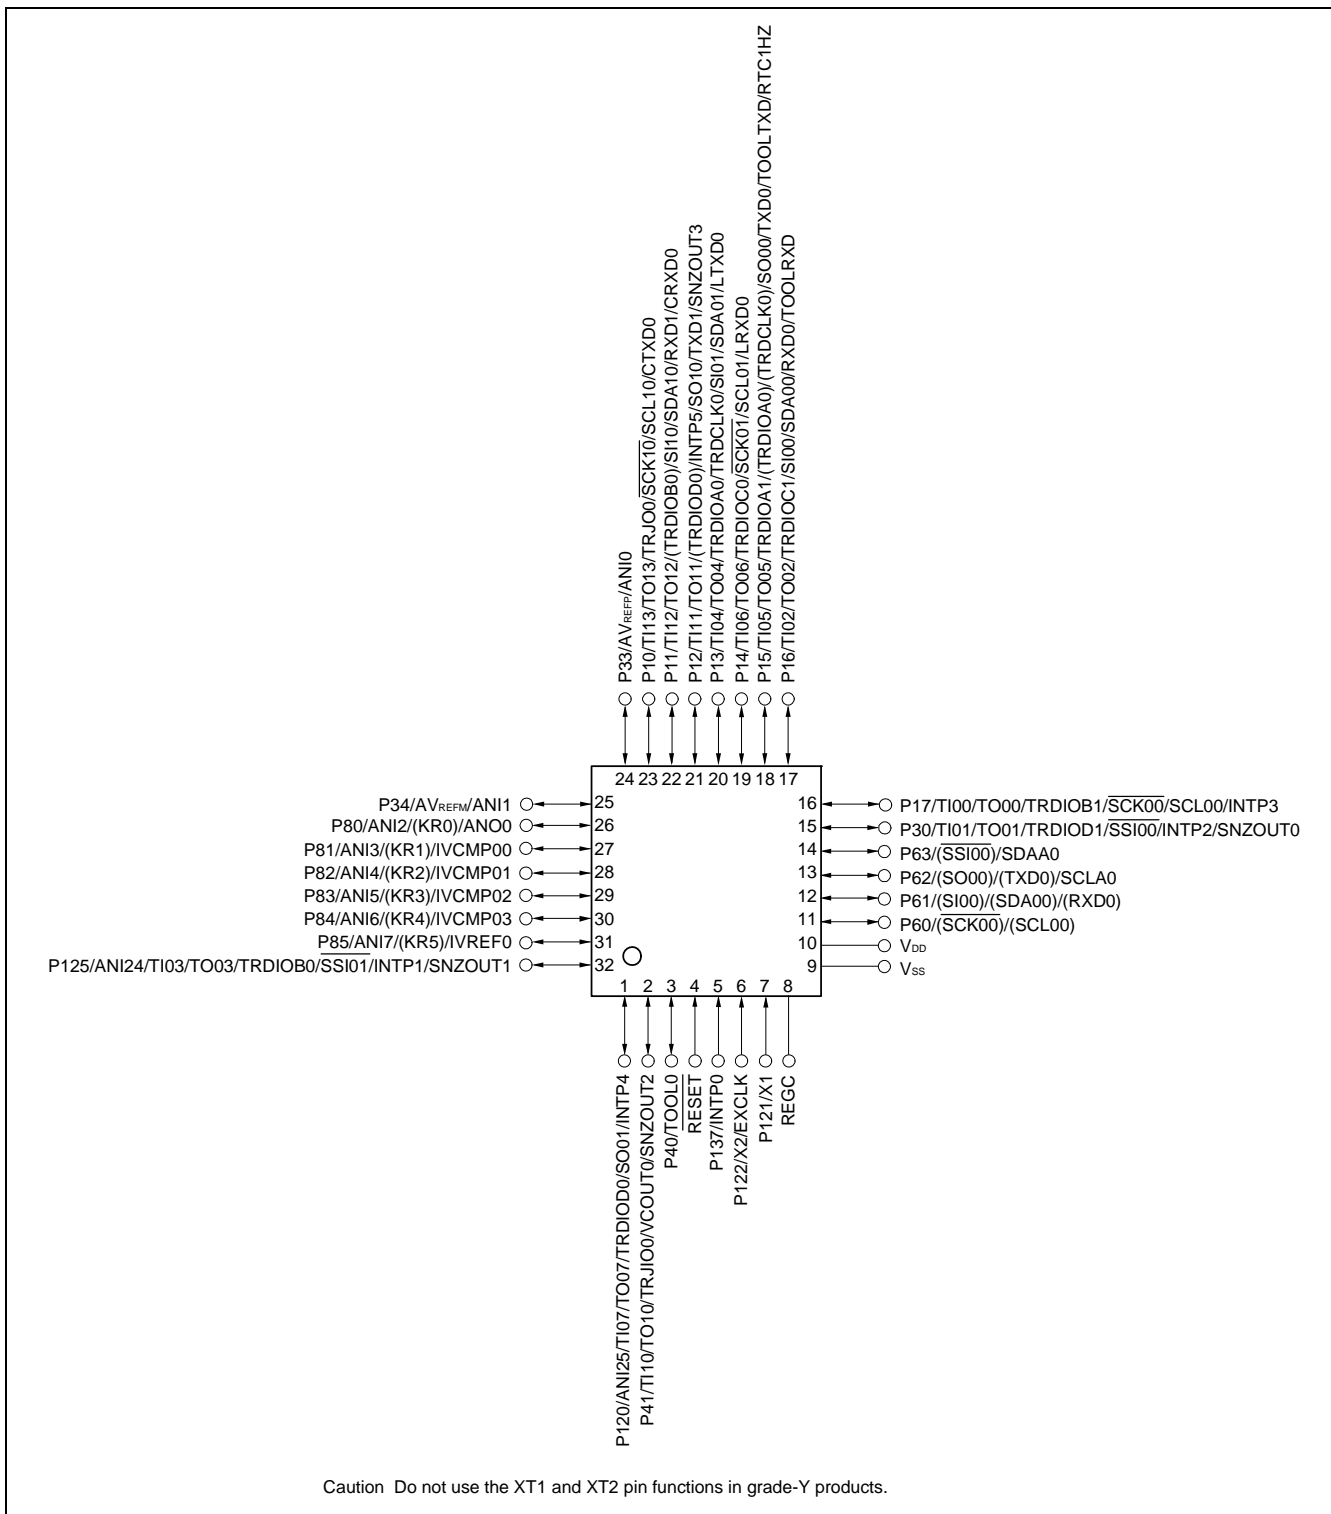 P33/AVREFP/ANI0
P10/TI13/TO13/TRJO0/SCK10/SCL10/CTXD0
P11/TI12/TO12/(TRDIOB0)/SI10/SDA10/RXD1/CRXD0
P12/TI11/TO11/(TRDIOD0)/INTP5/SO10/TXD1/SNZOUT3
P13/TI04/TO04/TRDIOA0/TRDCLK0/SI01/SDA01/LTXD0
P14/TI06/TO06/TRDIOC0/SCK01/SCL01/LRXD0
P15/TI05/TO05/TRDIOA1/(TRDIOA0)/(TRDCLK0)/SO00/TXD0/TOOLTXD/RTC1HZ
P16/TI02/TO02/TRDIOC1/SI00/SDA00/RXD0/TOOLRXD
24 23 22 21 20 19 18 17
P34/AVREFM/ANI1 25
P80/ANI2/(KR0)/ANO0 26
P81/ANI3/(KR1)/IVCMP00 27
P82/ANI4/(KR2)/IVCMP01 28
P83/ANI5/(KR3)/IVCMP02 29
P84/ANI6/(KR4)/IVCMP03 30
P85/ANI7/(KR5)/IVREF0 31
P125/ANI24/TI03/TO03/TRDIOB0/SSI01/INTP1/SNZOUT1 32
16 P17/TI00/TO00/TRDIOB1/SCK00/SCL00/INTP3
15 P30/TI01/TO01/TRDIOD1/SSI00/INTP2/SNZOUT0
14 P63/(SSI00)/SDAA0
13 P62/(SO00)/(TXD0)/SCLA0
12 P61/(SI00)/(SDA00)/(RXD0)
11 P60/(SCK00)/(SCL00)
10 VDD
9 VSS
1 2 3 4 5 6 7 8
P120/ANI25/TI07/TO07/TRDIOD0/SO01/INTP4
P41/TI10/TO10/TRJIO0/VCOUT0/SNZOUT2
P40/TOOL0
RESET
P137/INTP0
P122/X2/EXCLK
P121/X1
REGC
Caution Do not use the XT1 and XT2 pin functions in grade-Y products.